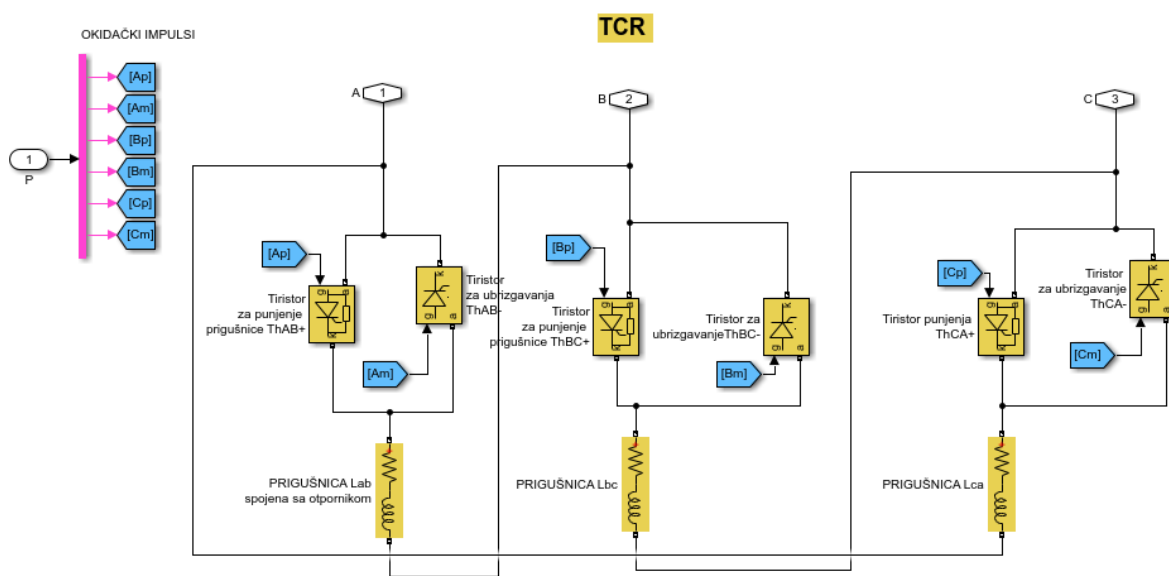 TCR
OKIDAČKI IMPULSI
[Ap]
[Am]
[Bp]
[Bm]
[Cp]
[Cm]
1
P
A
1
B
2
C
3
[Ap]
g
a
k
Tiristor
za punjenje
prigušnice ThAB+
k
g
a
Tiristor
za ubrizgavanja
ThAB-
[Am]
[Bp]
g
a
k
Tiristor
za punjenje
prigušnice ThBC+
k
g
a
Tiristor za
ubrizgavanjeThBC-
[Bm]
[Cp]
g
a
k
Tiristor punjenja
ThCA+
k
g
a
Tiristor
za ubrizgavanje
ThCA-
[Cm]
PRIGUŠNICA Lab
spojena sa otpornikom
PRIGUŠNICA Lbc
PRIGUŠNICA Lca